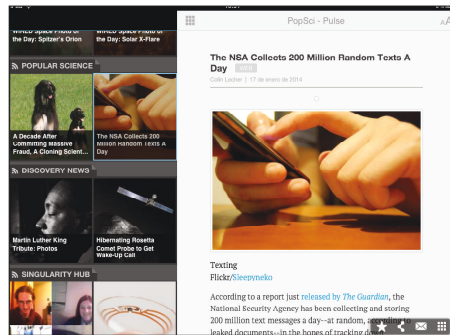 WIRED Space Photo of
the Day: Spitzer's Orion
WIRED Space Photo of
the Day: Solar X-Flare
POPULAR SCIENCE
A Decade After
Committing Massive
Fraud, A Cloning Scient...
The NSA Collects 200
Million Random Texts A
Day
DISCOVERY NEWS
Martin Luther King
Tribute: Photos
Hibernating Rosetta
Comet Probe to Get
Wake-Up Call
SINGULARITY HUB
PopSci - Pulse
AA
The NSA Collects 200 Million Random Texts A
Day
Colin Lecher | 17 de enero de 2014
Texting
Flickr/Sleepyneko
According to a report just released by The Guardian, the
National Security Agency has been collecting and storing
200 million text messages a day--at random, according to
leaked documents--in the hopes of tracking down